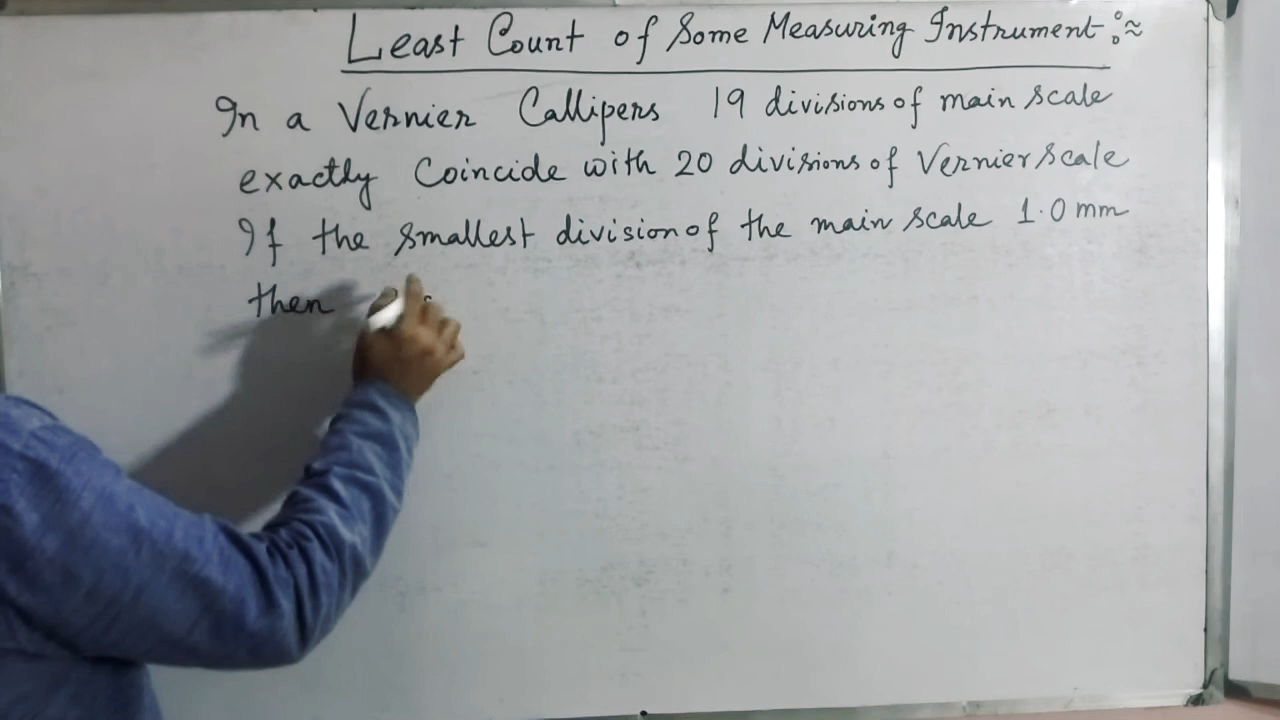 Least Count of Some Measuring Instrument :≈
In a Vernier Callipers 19 divisions of main scale
exactly Coincide with 20 divisions of Vernier scale
If the smallest division of the main scale 1.0 mm
then